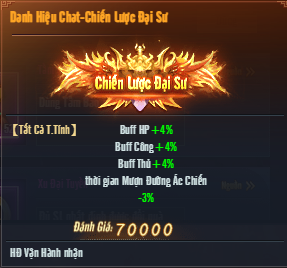 Danh Hiệu Chat-Chiến Lược Đại Sư
Chiến Lược Đại Sư
【Tất Cả T.Tính】 Buff HP +4%
Buff Công +4%
Buff Thủ +4%
thời gian Mượn Đường Ác Chiến
-3%
Đánh Giá: 70000
HĐ Vận Hành nhận